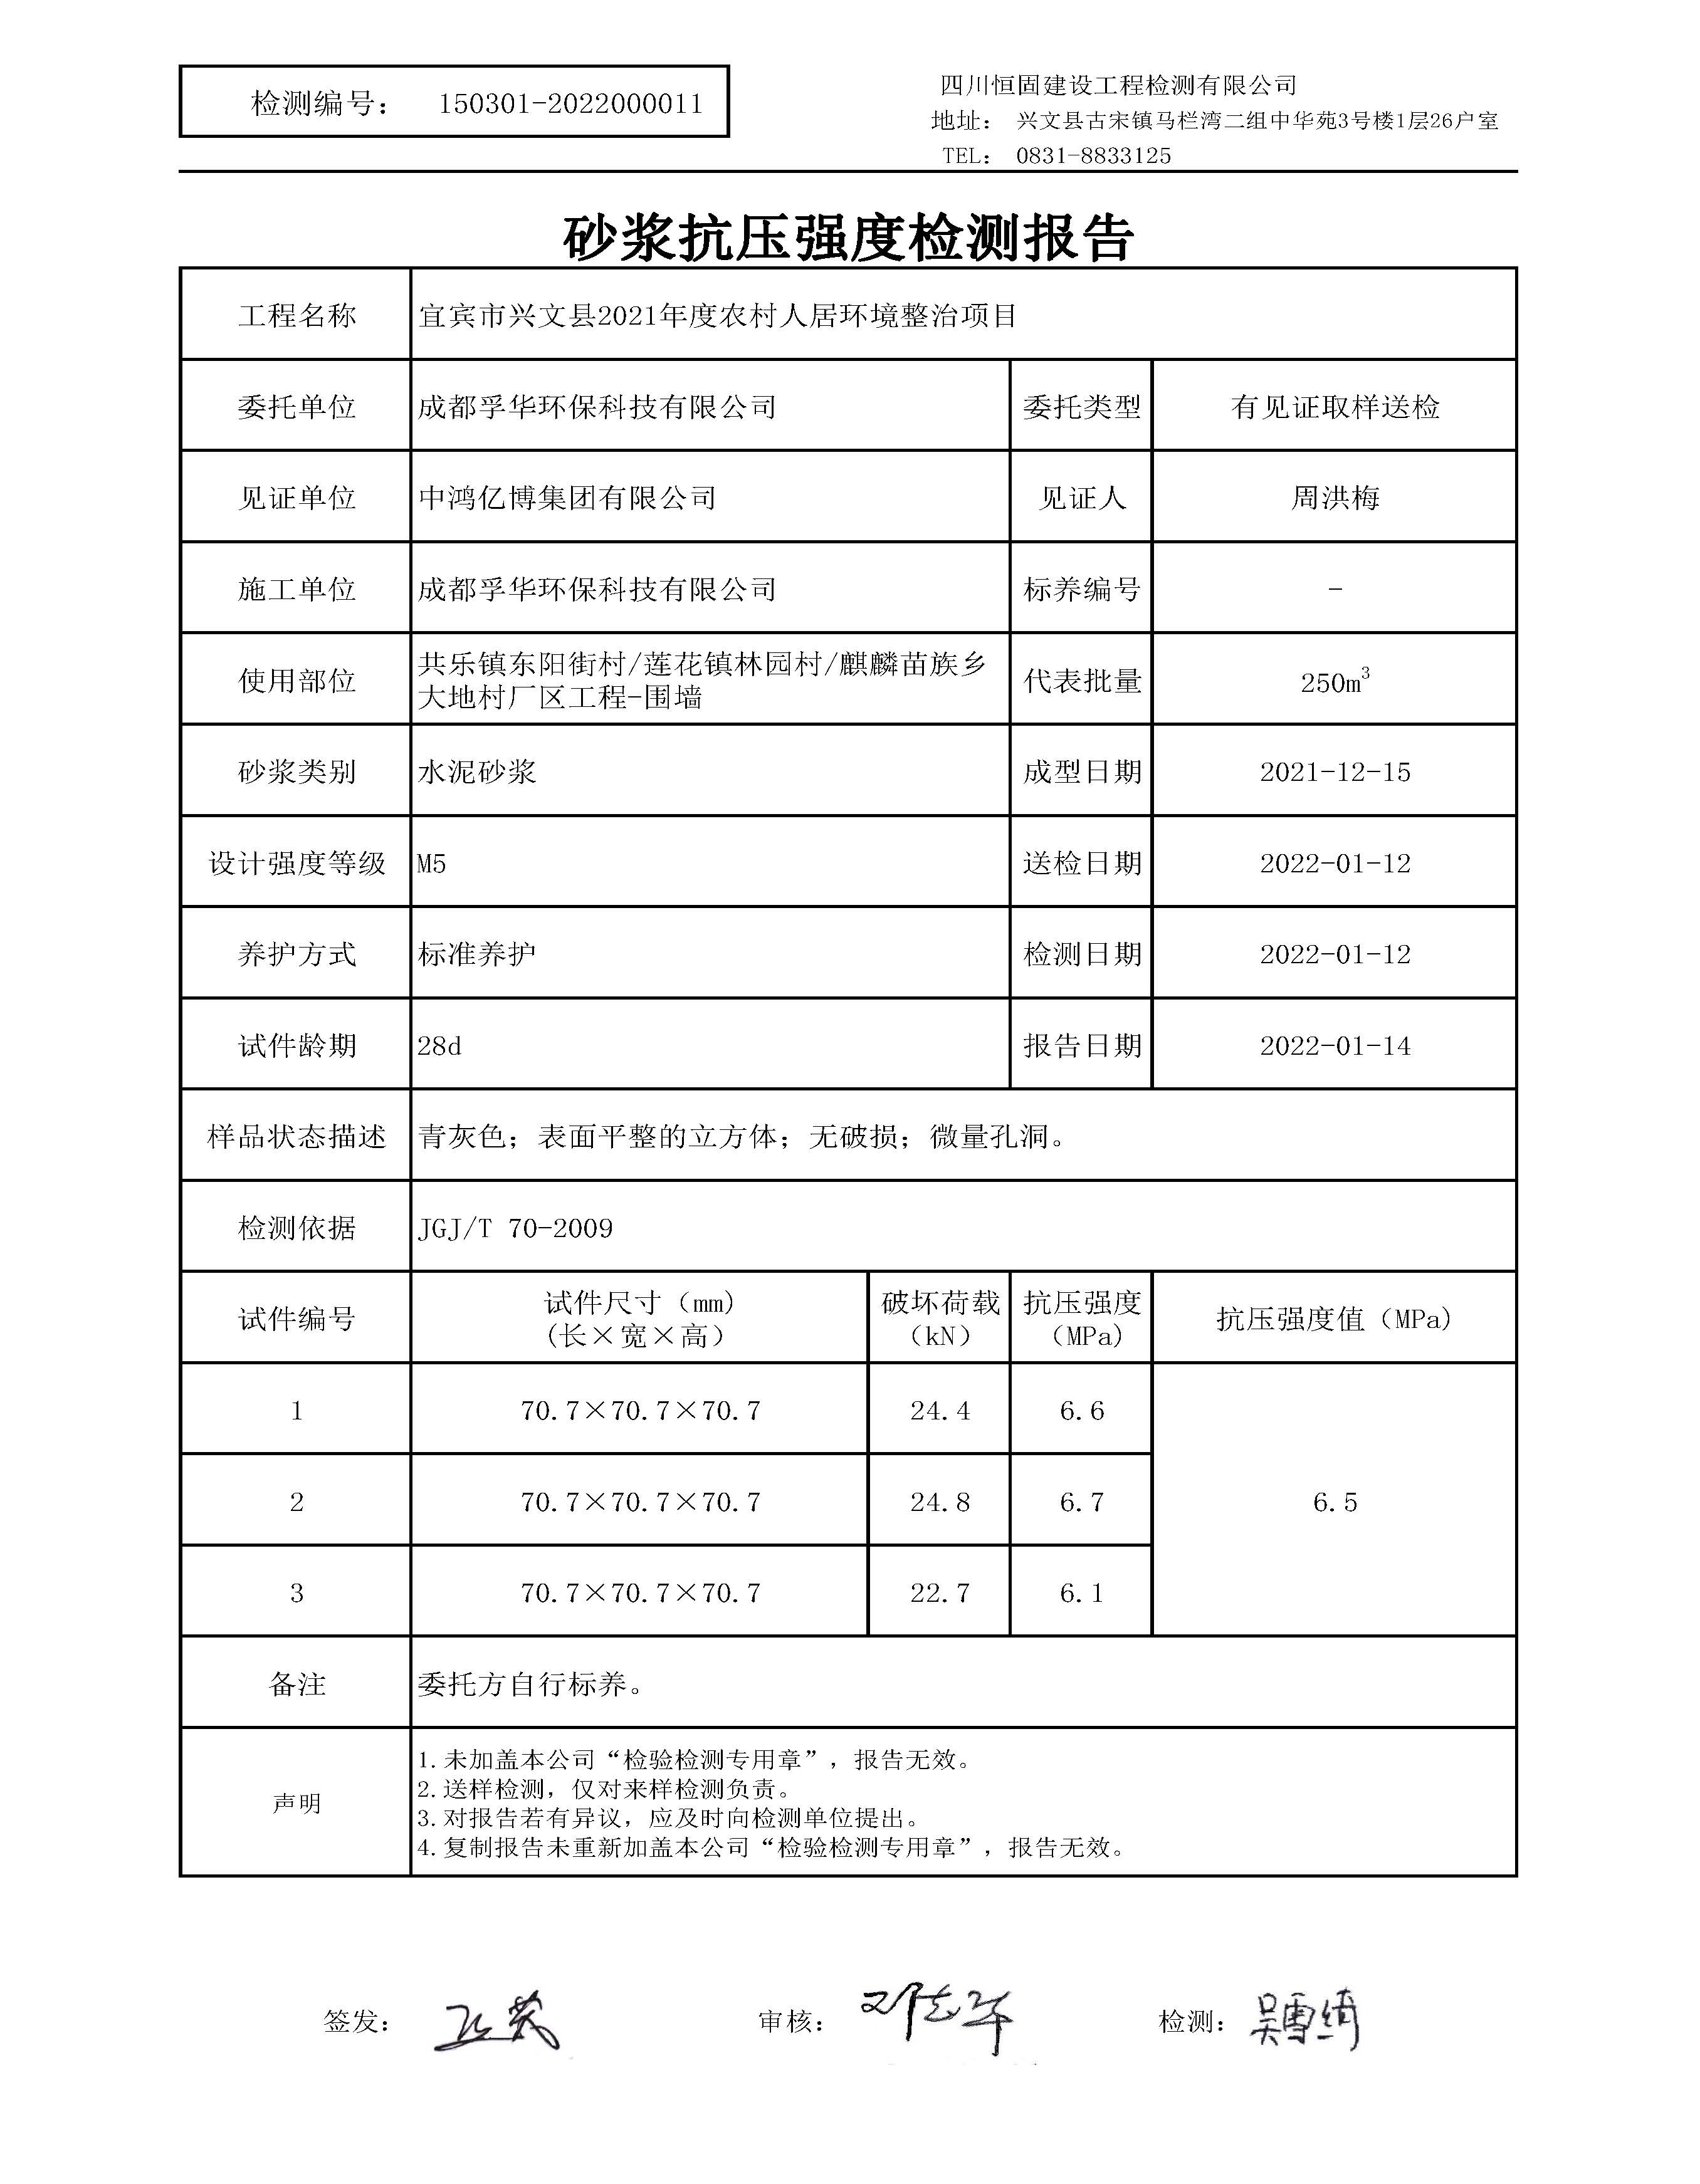 检测编号： 150301-2022000011
四川恒固建设工程检测有限公司
地址： 兴文县古宋镇马栏湾二组中华苑3号楼1层26户室
TEL： 0831-8833125
砂浆抗压强度检测报告
工程名称 宜宾市兴文县2021年度农村人居环境整治项目
委托单位 成都孚华环保科技有限公司 委托类型 有见证取样送检
见证单位 中鸿亿博集团有限公司 见证人 周洪梅
施工单位 成都孚华环保科技有限公司 标养编号 -
使用部位 共乐镇东阳街村/莲花镇林园村/麒麟苗族乡
大地村厂区工程-围墙 代表批量 250m³
砂浆类别 水泥砂浆 成型日期 2021-12-15
设计强度等级 M5 送检日期 2022-01-12
养护方式 标准养护 检测日期 2022-01-12
试件龄期 28d 报告日期 2022-01-14
样品状态描述 青灰色；表面平整的立方体；无破损；微量孔洞。
检测依据 JGJ/T 70-2009
试件编号 试件尺寸（mm)
(长×宽×高） 破坏荷载
（kN） 抗压强度
（MPa) 抗压强度值（MPa)
1 70.7×70.7×70.7 24.4 6.6
2 70.7×70.7×70.7 24.8 6.7 6.5
3 70.7×70.7×70.7 22.7 6.1
备注 委托方自行标养。
声明
1.未加盖本公司“检验检测专用章”，报告无效。
2.送样检测，仅对来样检测负责。
3.对报告若有异议，应及时向检测单位提出。
4.复制报告未重新加盖本公司“检验检测专用章”，报告无效。
签发： 审核： 检测：吴雪绮